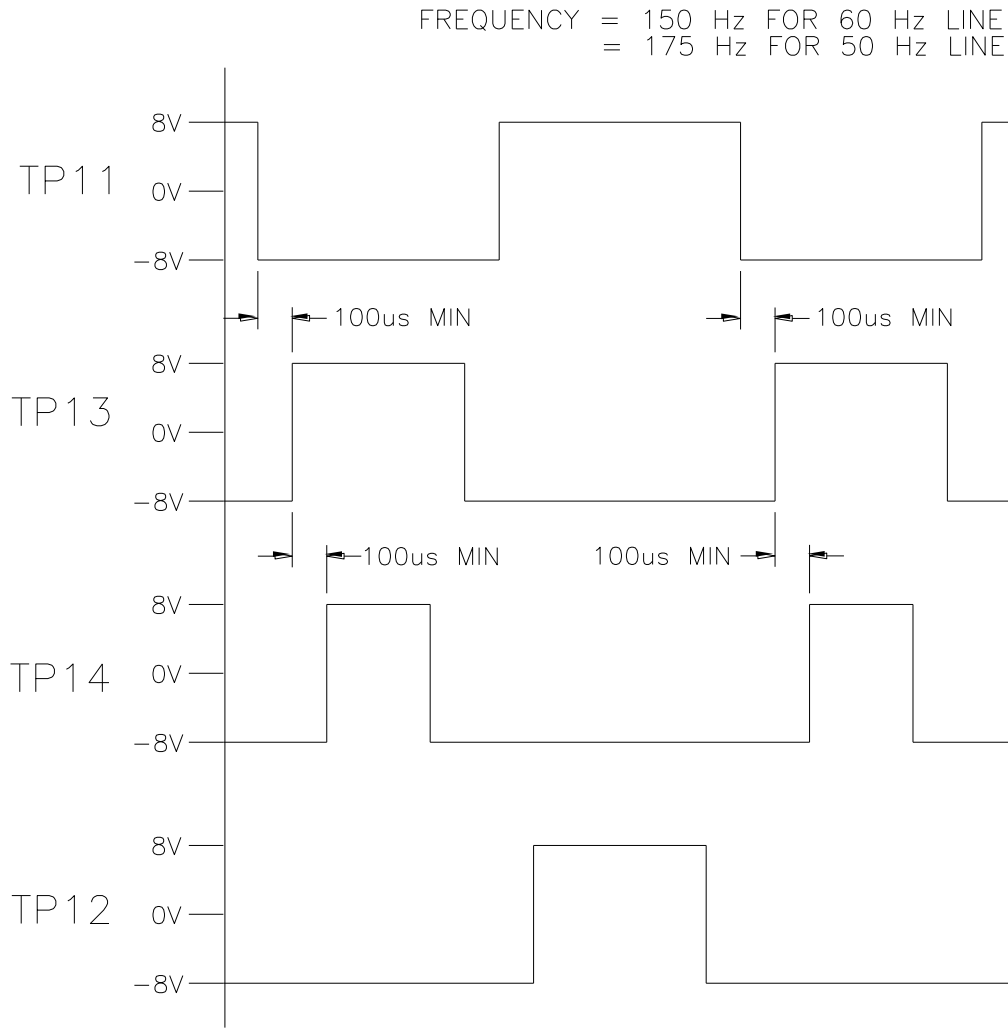 FREQUENCY = 150 Hz FOR 60 Hz LINE
= 175 Hz FOR 50 Hz LINE
8V
TP11
0V
-8V
100us MIN
100us MIN
8V
TP13
0V
-8V
100us MIN
100us MIN
8V
TP14
0V
-8V
8V
TP12
0V
-8V